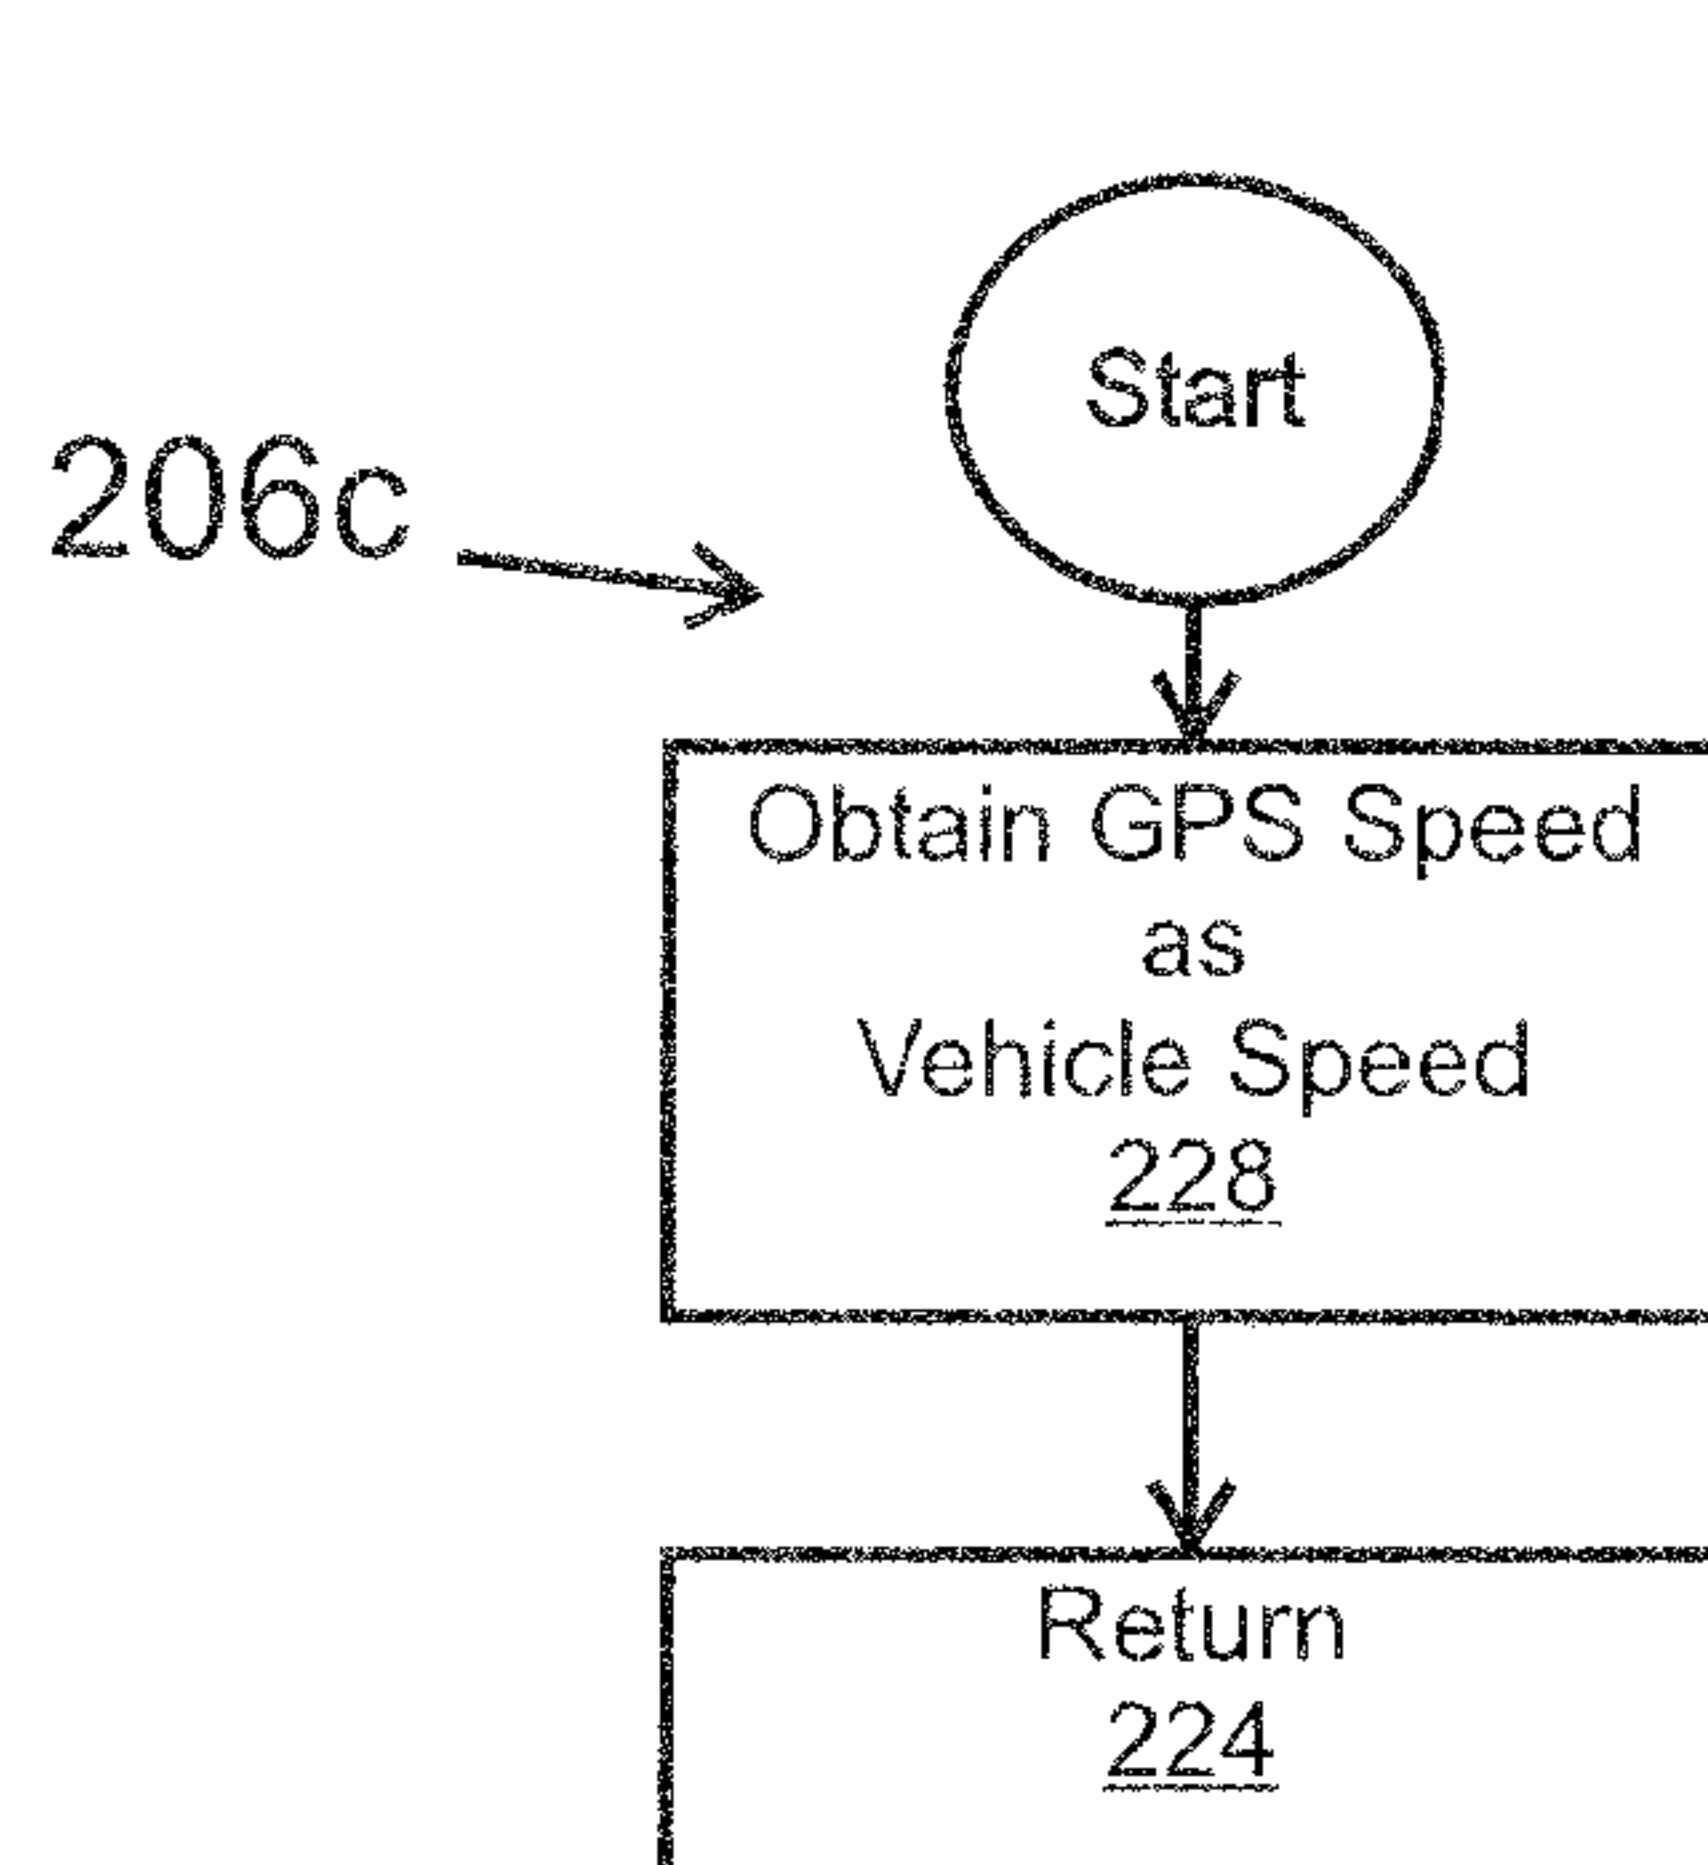 Start
206c
Obtain GPS Speed
as
Vehicle Speed
228
Return
224